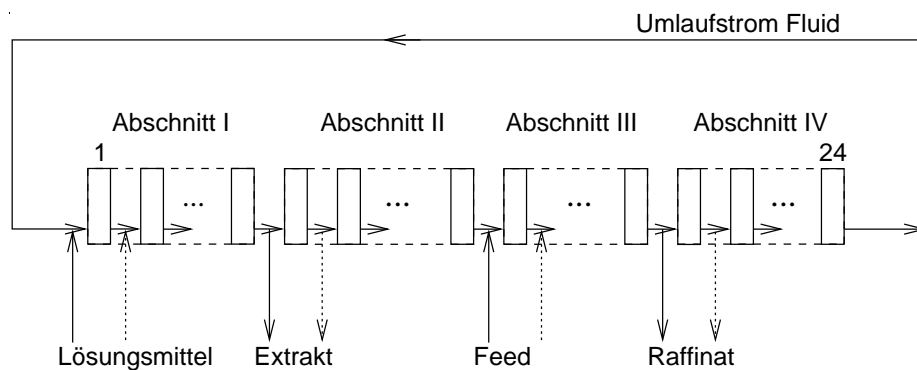 Umlaufstrom Fluid
Abschnitt I Abschnitt II Abschnitt III Abschnitt IV
1 24
... ... ... ...
Lösungsmittel Extrakt Feed Raffinat